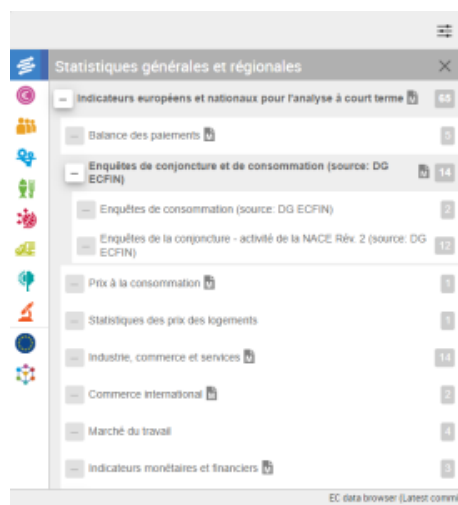 Statistiques générales et régionales
Indicateurs européens et nationaux pour l'analyse à court terme 65
Balance des paiements 5
Enquêtes de conjoncture et de consommation (source: DG
ECFIN) 14
Enquêtes de consommation (source: DG ECFIN) 2
Enquêtes de la conjoncture - activité de la NACE Rév. 2 (source: DG
ECFIN) 12
Prix à la consommation 1
Statistiques des prix des logements 1
Industrie, commerce et services 14
Commerce international 2
Marché du travail 4
Indicateurs monétaires et financiers 3
EC data browser (Latest commi